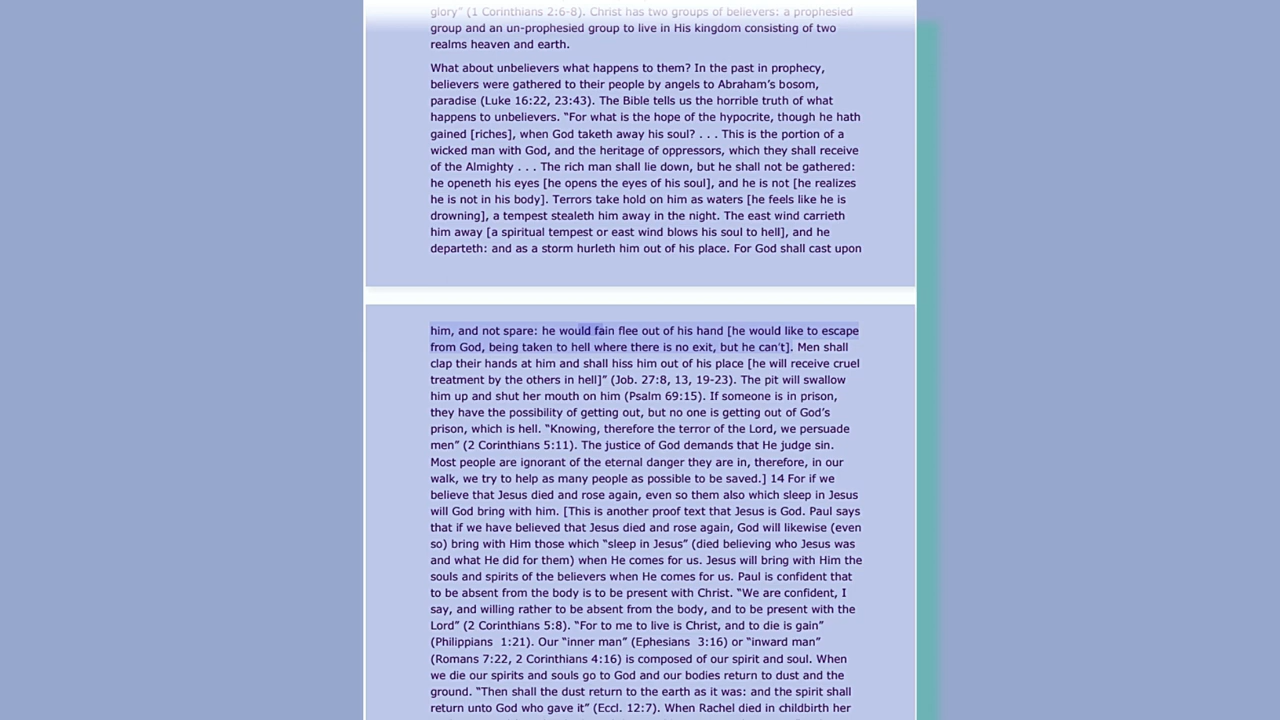 glory” (1 Corinthians 2:6-8). Christ has two groups of believers: a prophesied
group and an un-prophesied group to live in His kingdom consisting of two
realms heaven and earth.
What about unbelievers what happens to them? In the past in prophecy,
believers were gathered to their people by angels to Abraham’s bosom,
paradise (Luke 16:22, 23:43). The Bible tells us the horrible truth of what
happens to unbelievers. “For what is the hope of the hypocrite, though he hath
gained [riches], when God taketh away his soul? . . . This is the portion of a
wicked man with God, and the heritage of oppressors, which they shall receive
of the Almighty . . . The rich man shall lie down, but he shall not be gathered:
he openeth his eyes [he opens the eyes of his soul], and he is not [he realizes
he is not in his body]. Terrors take hold on him as waters [he feels like he is
drowning], a tempest stealeth him away in the night. The east wind carrieth
him away [a spiritual tempest or east wind blows his soul to hell], and he
departeth: and as a storm hurleth him out of his place. For God shall cast upon
him, and not spare: he would fain flee out of his hand [he would like to escape
from God, being taken to hell where there is no exit, but he can’t]. Men shall
clap their hands at him and shall hiss him out of his place [he will receive cruel
treatment by the others in hell]” (Job. 27:8, 13, 19-23). The pit will swallow
him up and shut her mouth on him (Psalm 69:15). If someone is in prison,
they have the possibility of getting out, but no one is getting out of God’s
prison, which is hell. “Knowing, therefore the terror of the Lord, we persuade
men” (2 Corinthians 5:11). The justice of God demands that He judge sin.
Most people are ignorant of the eternal danger they are in, therefore, in our
walk, we try to help as many people as possible to be saved.] 14 For if we
believe that Jesus died and rose again, even so them also which sleep in Jesus
will God bring with him. [This is another proof text that Jesus is God. Paul says
that if we have believed that Jesus died and rose again, God will likewise (even
so) bring with Him those which “sleep in Jesus” (died believing who Jesus was
and what He did for them) when He comes for us. Jesus will bring with Him the
souls and spirits of the believers when He comes for us. Paul is confident that
to be absent from the body is to be present with Christ. “We are confident, I
say, and willing rather to be absent from the body, and to be present with the
Lord” (2 Corinthians 5:8). “For to me to live is Christ, and to die is gain”
(Philippians 1:21). Our “inner man” (Ephesians 3:16) or “inward man”
(Romans 7:22, 2 Corinthians 4:16) is composed of our spirit and soul. When
we die our spirits and souls go to God and our bodies return to dust and the
ground. “Then shall the dust return to the earth as it was: and the spirit shall
return unto God who gave it” (Eccl. 12:7). When Rachel died in childbirth her